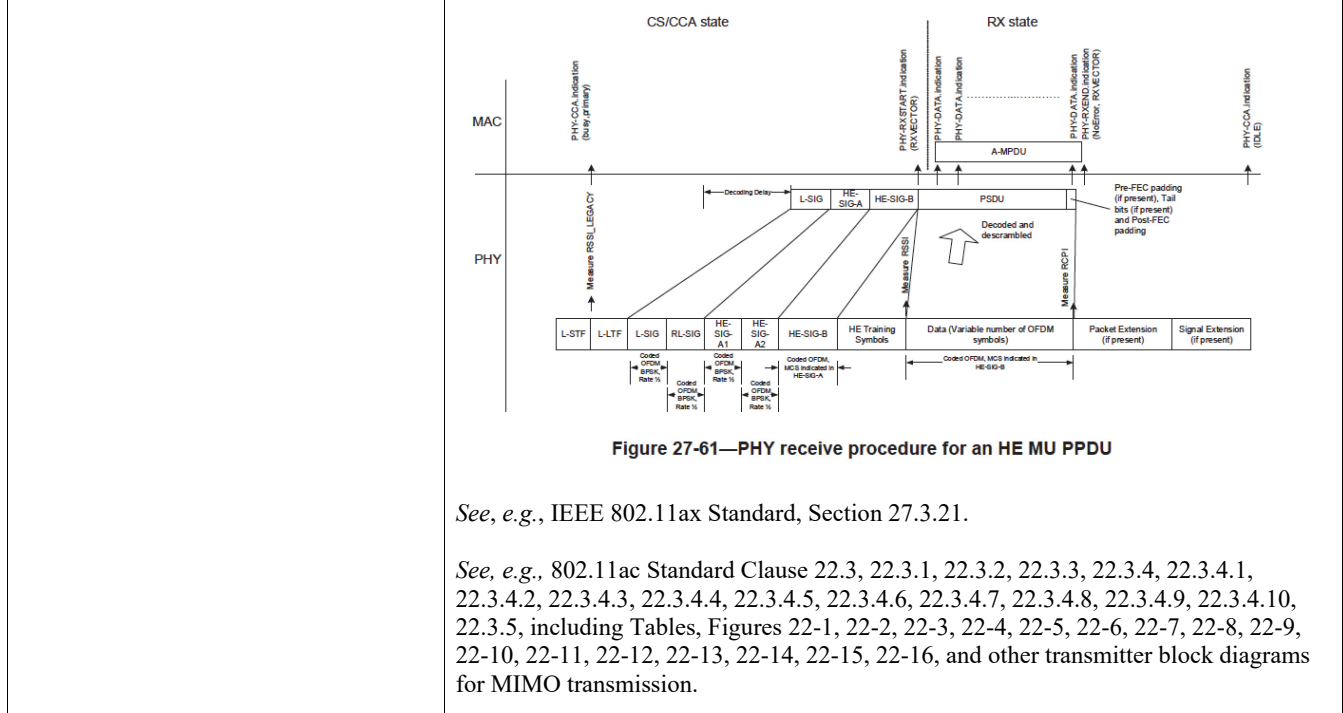 CS/CCA state
RX state
PHY-CCA.indication
(busy,primary)
PHY-RXSTART.indication
(RXVECTOR)
PHY-DATA.indication
PHY-DATA.indication
PHY-DATA.indication
PHY-RXEND.indication
(NoError, RXVECTOR)
PHY-CCA.indication
(IDLE)
MAC
A-MPDU
Measure RSSI_LEGACY
Decoding Delay
L-SIG
HE-
SIG-A
HE-SIG-B
PSDU
Pre-FEC padding
(if present), Tail
bits (if present)
and Post-FEC
padding
Decoded and
descrambled
PHY
Measure RSSI
Measure RCPI
L-STF
L-LTF
L-SIG
RL-SIG
HE-
SIG-
A1
HE-
SIG-
A2
HE-SIG-B
HE Training
Symbols
Data (Variable number of OFDM
symbols)
Packet Extension
(if present)
Signal Extension
(if present)
Coded
OFDM,
BPSK,
Rate ½
Coded
OFDM,
BPSK,
Rate ½
Coded
OFDM,
BPSK,
Rate ½
Coded
OFDM,
BPSK,
Rate ½
Coded OFDM,
MCS indicated in
HE-SIG-A
Coded OFDM, MCS indicated in
HE-SIG-B
Figure 27-61—PHY receive procedure for an HE MU PPDU
See, e.g., IEEE 802.11ax Standard, Section 27.3.21.
See, e.g., 802.11ac Standard Clause 22.3, 22.3.1, 22.3.2, 22.3.3, 22.3.4, 22.3.4.1,
22.3.4.2, 22.3.4.3, 22.3.4.4, 22.3.4.5, 22.3.4.6, 22.3.4.7, 22.3.4.8, 22.3.4.9, 22.3.4.10,
22.3.5, including Tables, Figures 22-1, 22-2, 22-3, 22-4, 22-5, 22-6, 22-7, 22-8, 22-9,
22-10, 22-11, 22-12, 22-13, 22-14, 22-15, 22-16, and other transmitter block diagrams
for MIMO transmission.